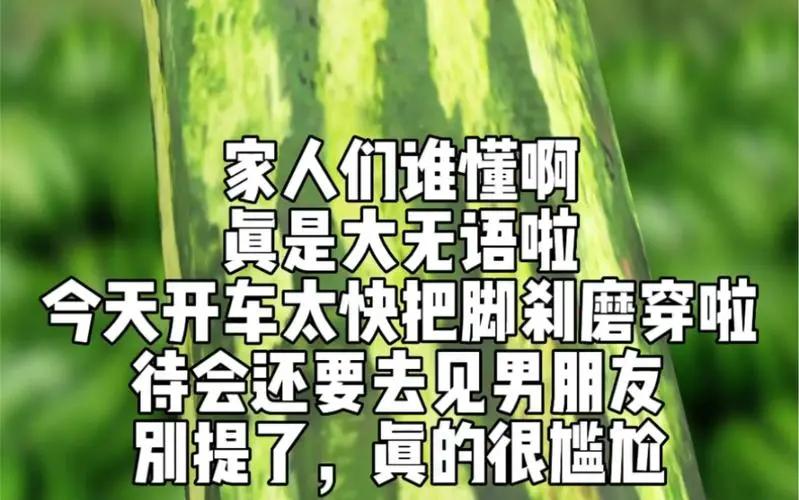 家人们谁懂啊
真是大无语啦
今天开车太快把脚刹磨穿啦
待会还要去见男朋友
别提了，真的很尴尬